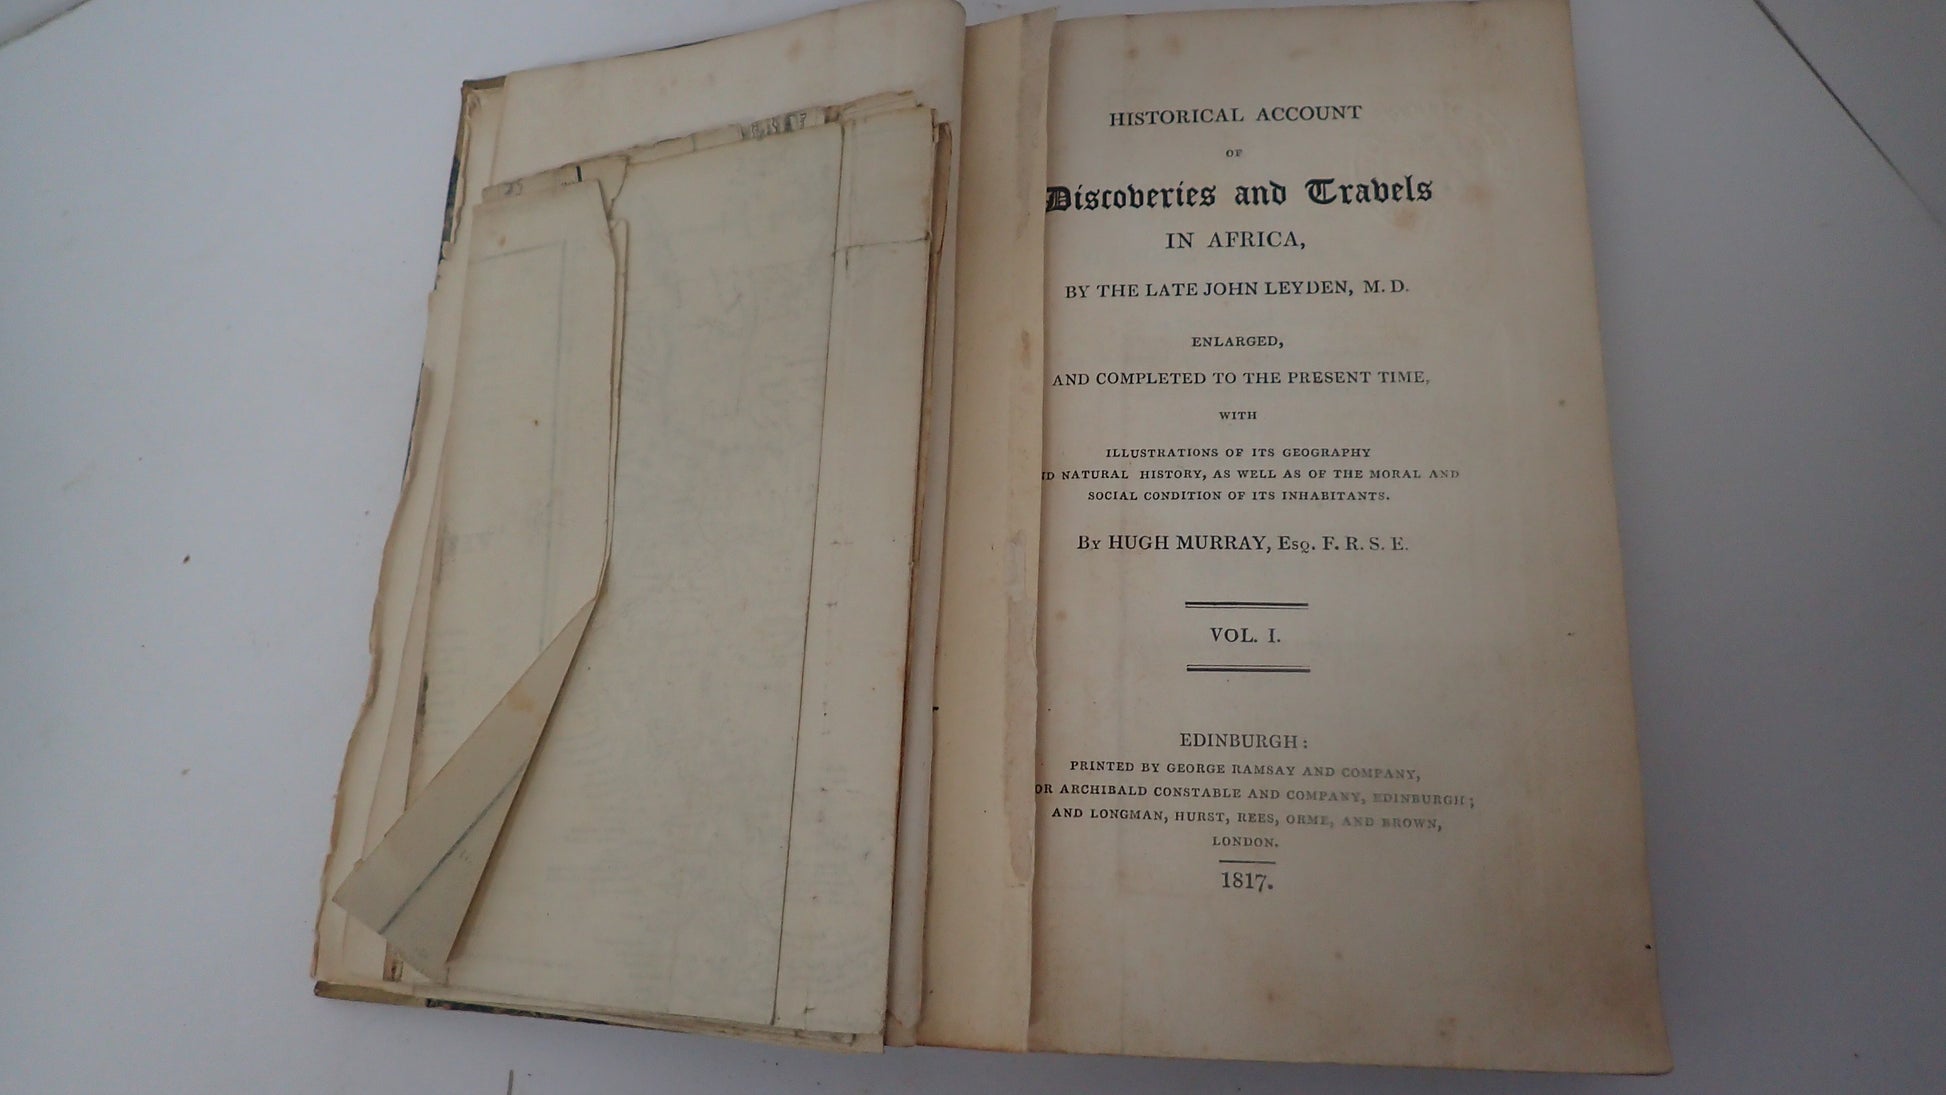 HISTORICAL ACCOUNT
OF
Discoveries and Travels
IN AFRICA,
BY THE LATE JOHN LEYDEN, M. D.
ENLARGED,
AND COMPLETED TO THE PRESENT TIME,
WITH
ILLUSTRATIONS OF ITS GEOGRAPHY
NATURAL HISTORY, AS WELL AS OF THE MORAL AND
SOCIAL CONDITION OF ITS INHABITANTS.
By HUGH MURRAY, Esq. F. R. S. E.
VOL. I.
EDINBURGH:
PRINTED BY GEORGE RAMSAY AND COMPANY,
OR ARCHIBALD CONSTABLE AND COMPANY, EDINBURGH;
AND LONGMAN, HURST, REES, ORME, AND BROWN,
LONDON.
1817.